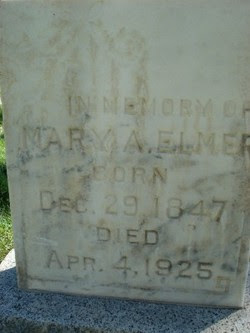 IN MEMORY OF
MARY A. ELMER
BORN
DEC. 29, 1847
DIED
APR. 4, 1925